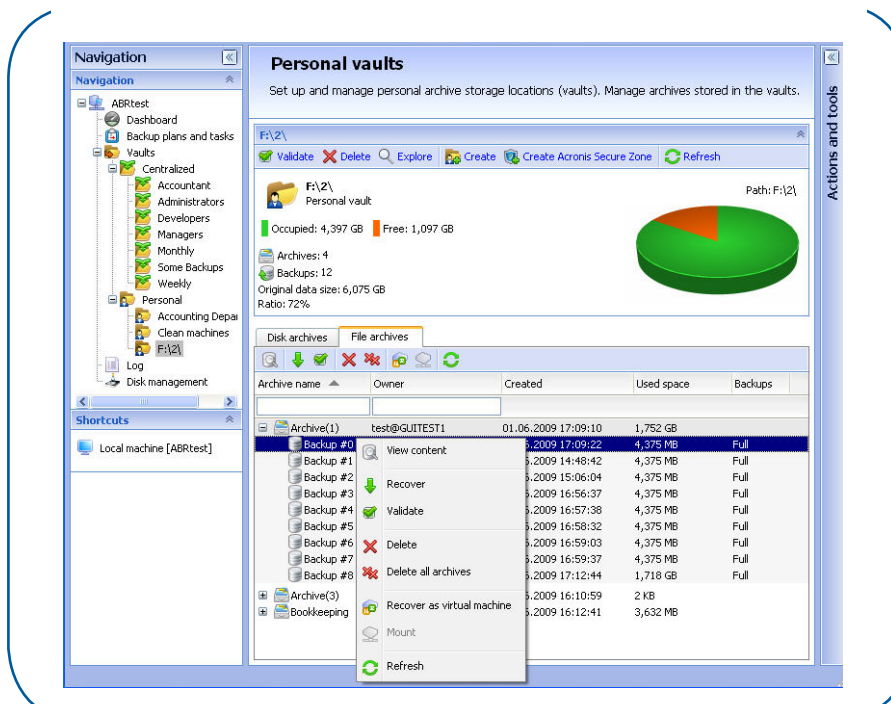 Navigation
Navigation
ABRtest
Dashboard
Backup plans and tasks
Vaults
Centralized
Accountant
Administrators
Developers
Managers
Monthly
Some Backups
Weekly
Personal
Accounting Depar
Clean machines
F:\2\
Log
Disk management
Shortcuts
Local machine [ABRtest]
Personal vaults
Set up and manage personal archive storage locations (vaults). Manage archives stored in the vaults.
F:\2\
Validate Delete Explore Create Create Acronis Secure Zone Refresh
F:\2\
Personal vault
Path: F:\2\
Occupied: 4,397 GB Free: 1,097 GB
Archives: 4
Backups: 12
Original data size: 6,075 GB
Ratio: 72%
Disk archives File archives
Archive name Owner Created Used space Backups
Archive(1) test@GUITEST1 01.06.2009 17:09:10 1,752 GB
Backup #0 .2009 17:09:22 4,375 MB Full
Backup #1 .2009 14:48:42 4,375 MB Full
Backup #2 .2009 15:06:04 4,375 MB Full
Backup #3 .2009 16:56:37 4,375 MB Full
Backup #4 .2009 16:57:38 4,375 MB Full
Backup #5 .2009 16:58:32 4,375 MB Full
Backup #6 .2009 16:59:03 4,375 MB Full
Backup #7 .2009 16:59:37 4,375 MB Full
Backup #8 .2009 17:12:44 1,718 GB Full
Archive(3) .2009 16:10:59 2 KB
Bookkeeping .2009 16:12:41 3,632 MB
View content
Recover
Validate
Delete
Delete all archives
Recover as virtual machine
Mount
Refresh
Actions and tools